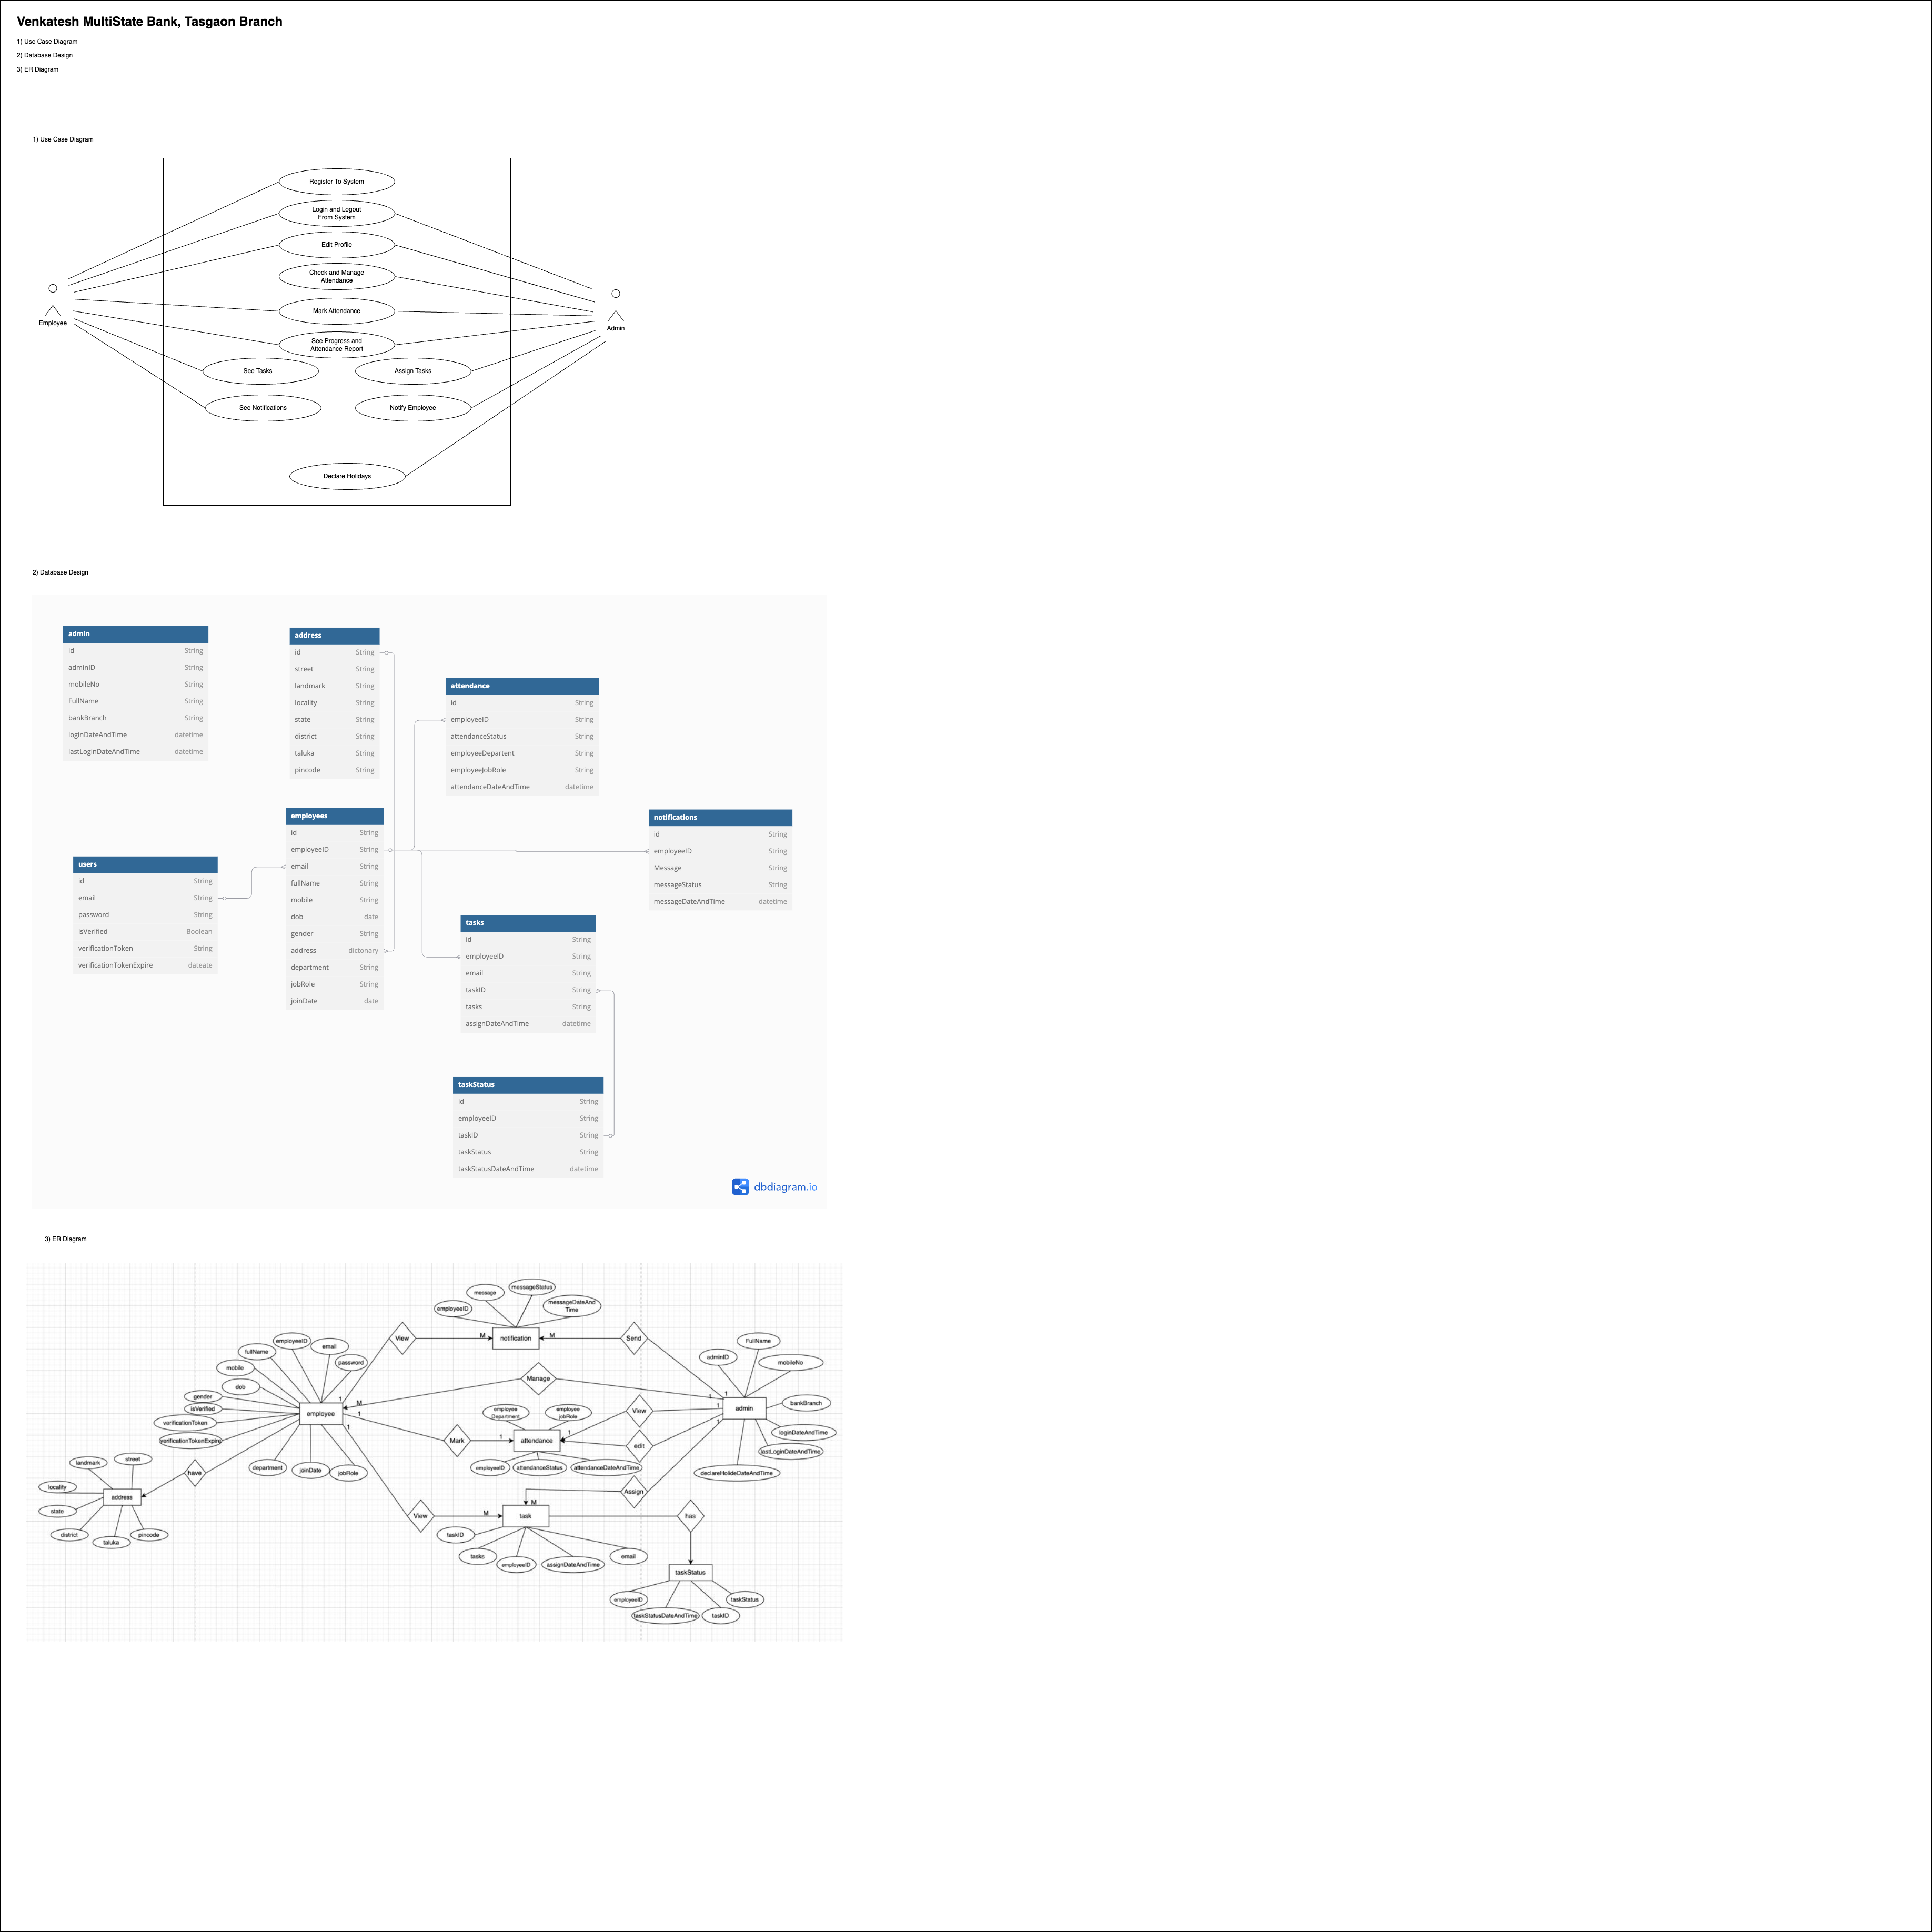 Venkatesh MultiState Bank, Tasgaon Branch
1) Use Case Diagram
2) Database Design
3) ER Diagram
1) Use Case Diagram
Register To System
Login and Logout
From System
Edit Profile
Check and Manage
Attendance
Mark Attendance
See Progress and
Attendance Report
See Tasks
Assign Tasks
See Notifications
Notify Employee
Declare Holidays
Employee
Admin
2) Database Design
admin
id String
adminID String
mobileNo String
FullName String
bankBranch String
loginDateAndTime datetime
lastLoginDateAndTime datetime
address
id String
street String
landmark String
locality String
state String
district String
taluka String
pincode String
attendance
id String
employeeID String
attendanceStatus String
employeeDepartent String
employeeJobRole String
attendanceDateAndTime datetime
employees
id String
employeeID String
email String
fullName String
mobile String
dob date
gender String
address dictonary
department String
jobRole String
joinDate date
notifications
id String
employeeID String
Message String
messageStatus String
messageDateAndTime datetime
users
id String
email String
password String
isVerified Boolean
verificationToken String
verificationTokenExpire dateate
tasks
id String
employeeID String
email String
taskID String
tasks String
assignDateAndTime datetime
taskStatus
id String
employeeID String
taskID String
taskStatus String
taskStatusDateAndTime datetime
dbdiagram.io
3) ER Diagram
employeeID
message
messageStatus
messageDateAnd
Time
View
M
notification
M
Send
employeeID
fullName
email
password
mobile
dob
gender
isVerified
verificationToken
verificationTokenExpire
employee
1
M
1
1
department
joinDate
jobRole
have
landmark
street
locality
address
state
district
taluka
pincode
Manage
employee
Department
employee
jobRole
Mark
1
attendance
1
employeeID
attendanceStatus
attendanceDateAndTime
View
edit
Assign
adminID
FullName
mobileNo
1
1
1
1
admin
bankBranch
loginDateAndTime
lastLoginDateAndTime
declareHolideDateAndTime
View
M
M
task
has
taskID
tasks
employeeID
assignDateAndTime
email
taskStatus
employeeID
taskStatusDateAndTime
taskID
taskStatus